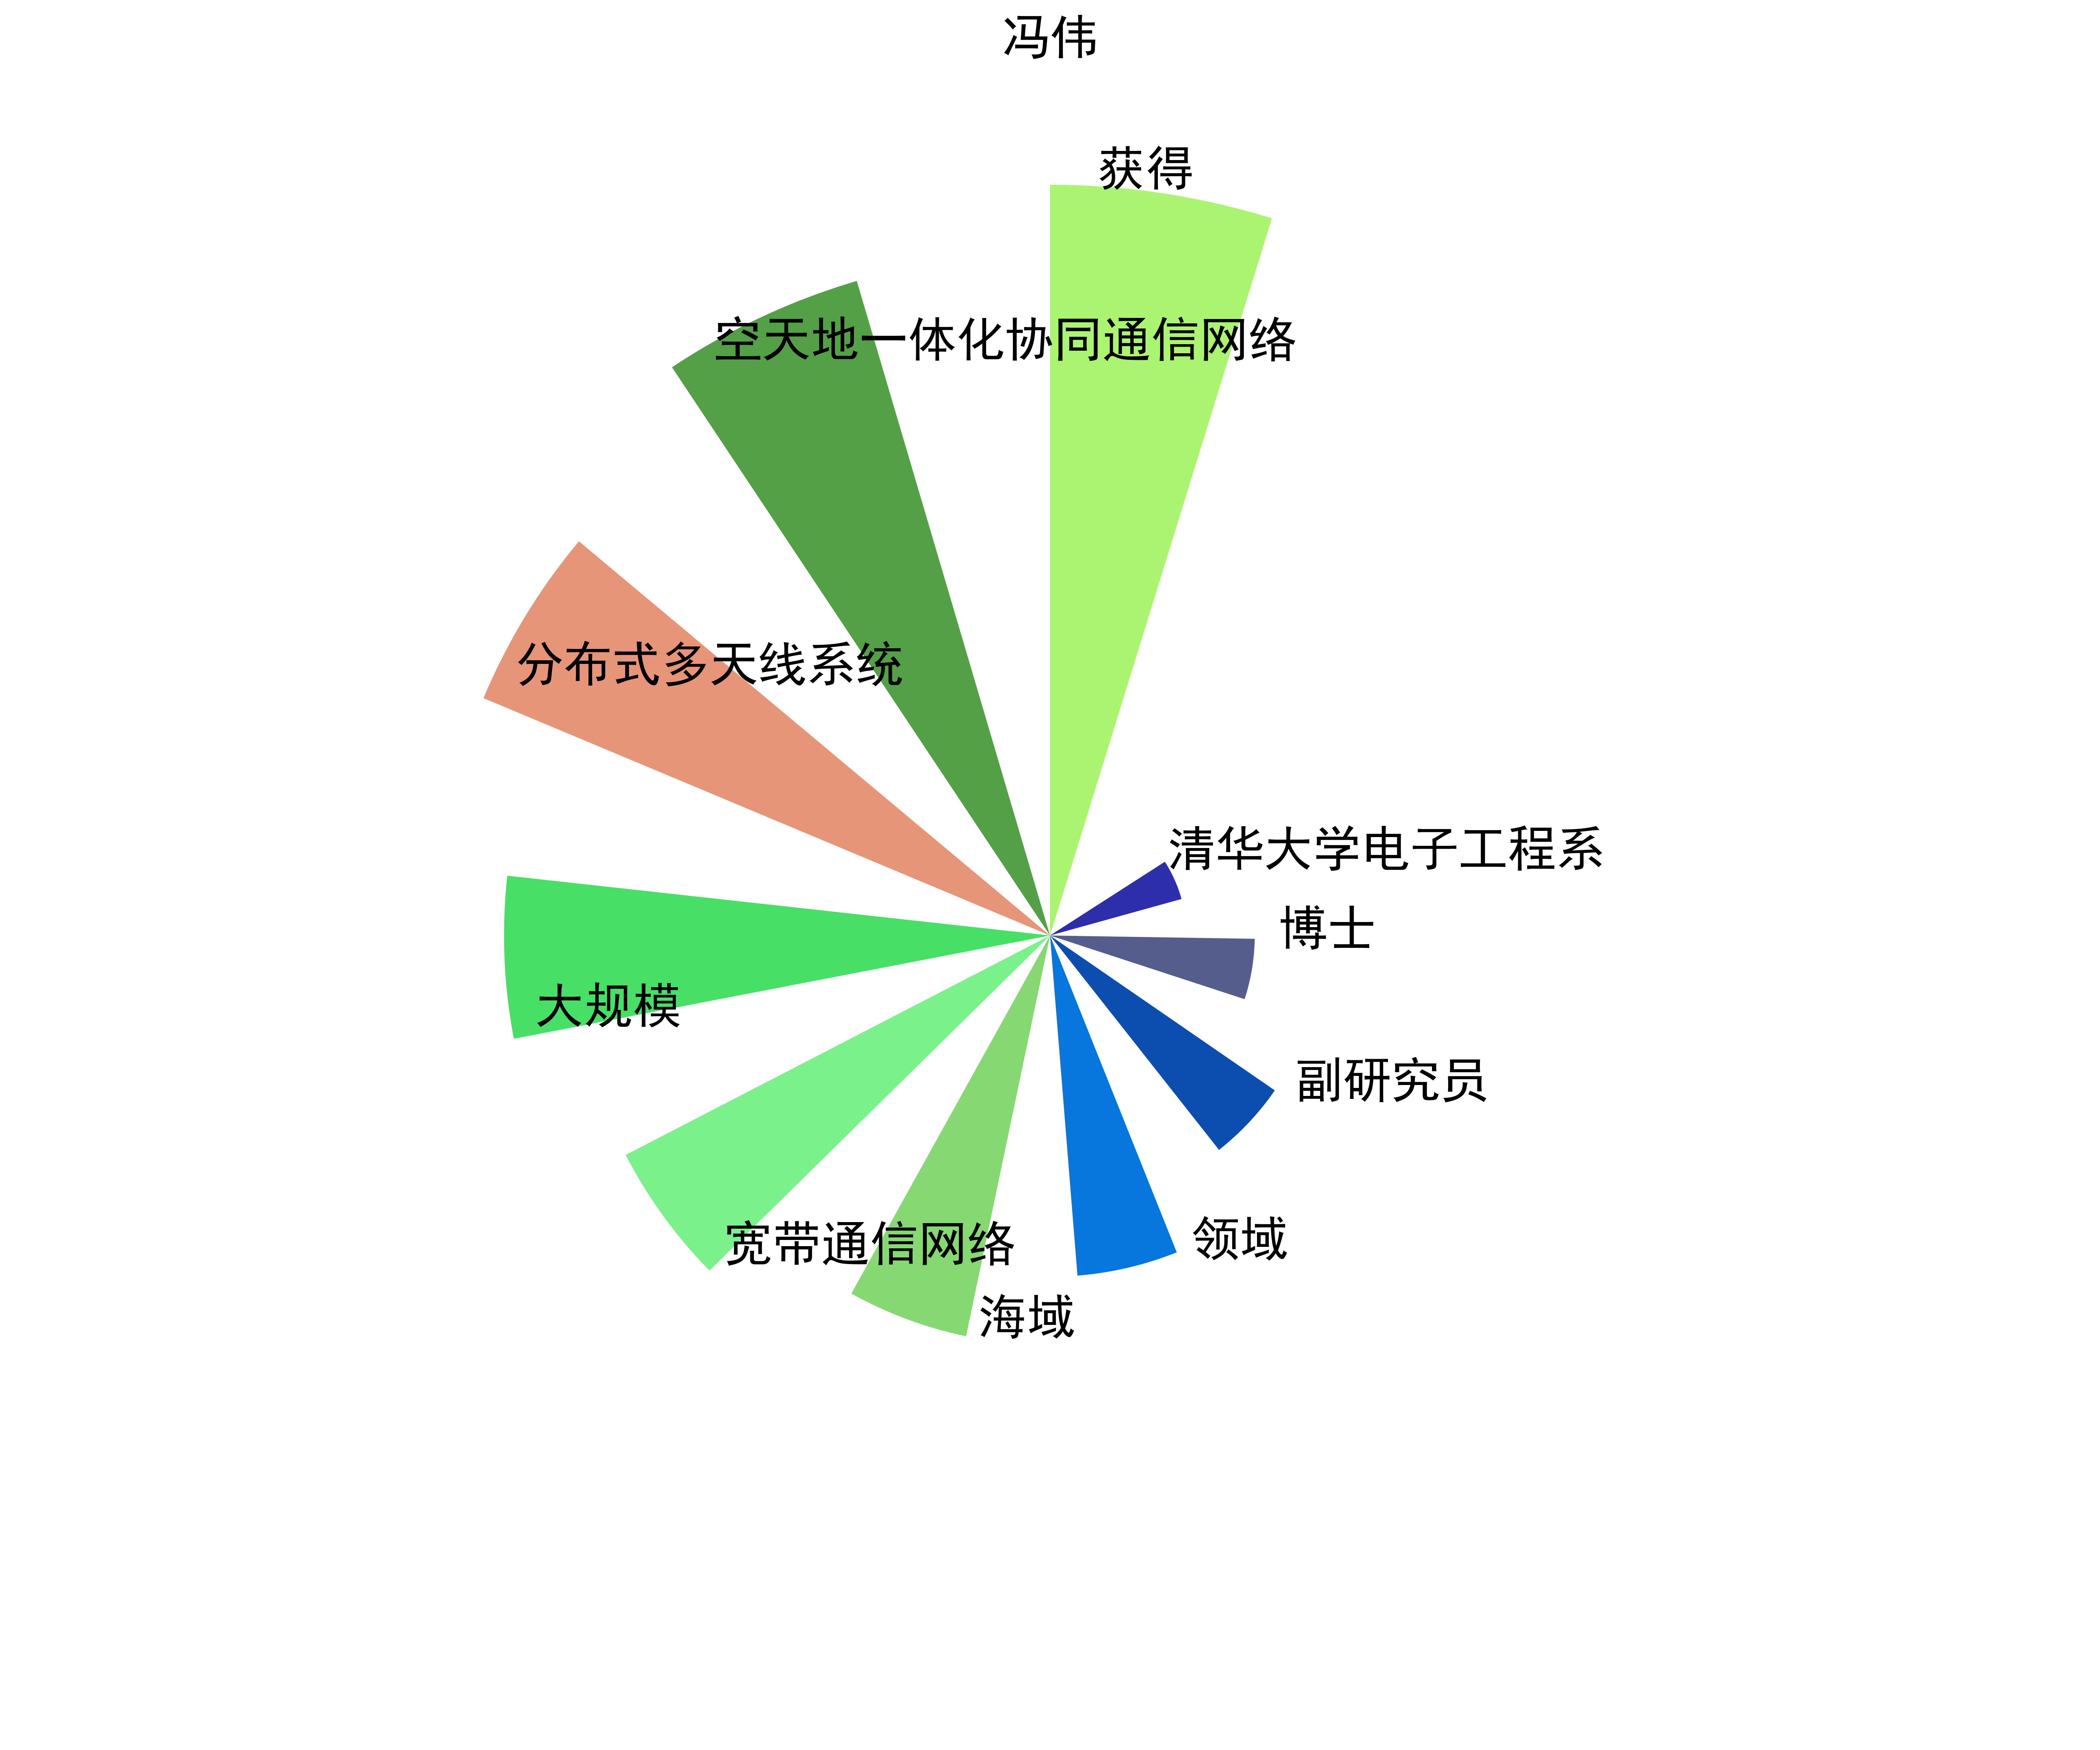 冯伟
获得
空天地一体化协同通信网络
分布式多天线系统
清华大学电子工程系
博士
大规模
副研究员
领域
宽带通信网络
海域